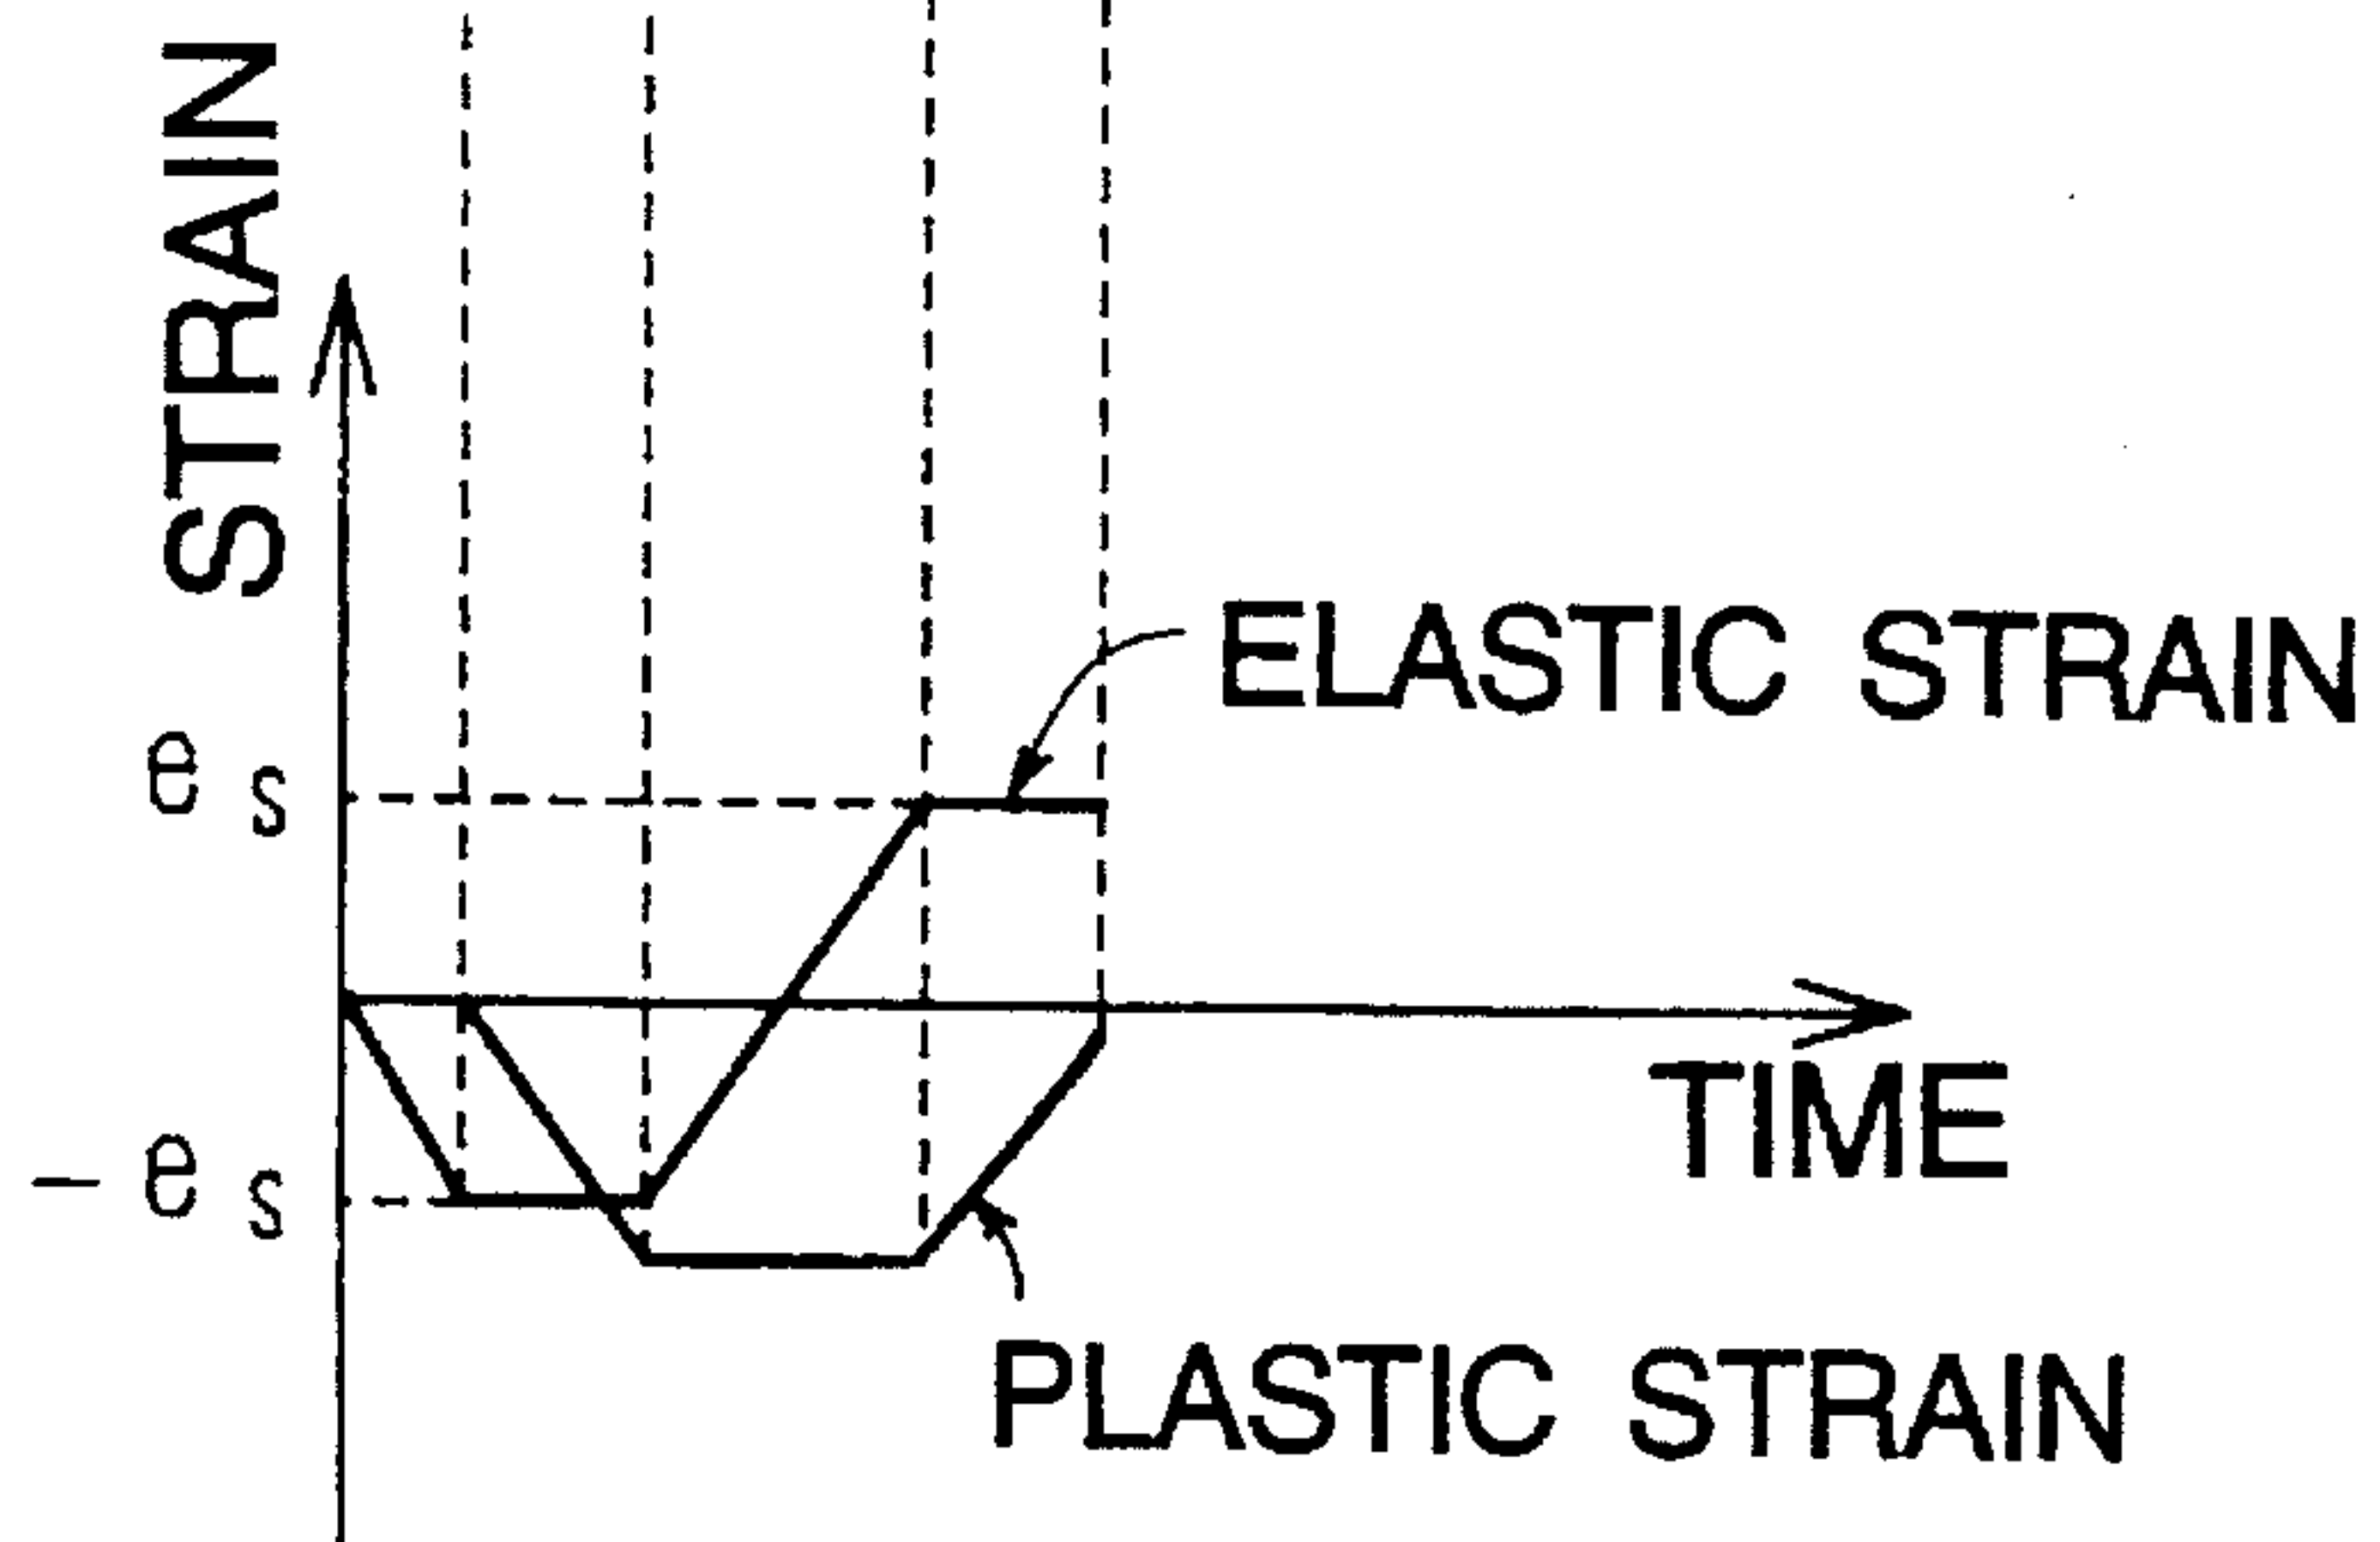 STRAIN
ELASTIC STRAIN
e s
TIME
– e s
PLASTIC STRAIN